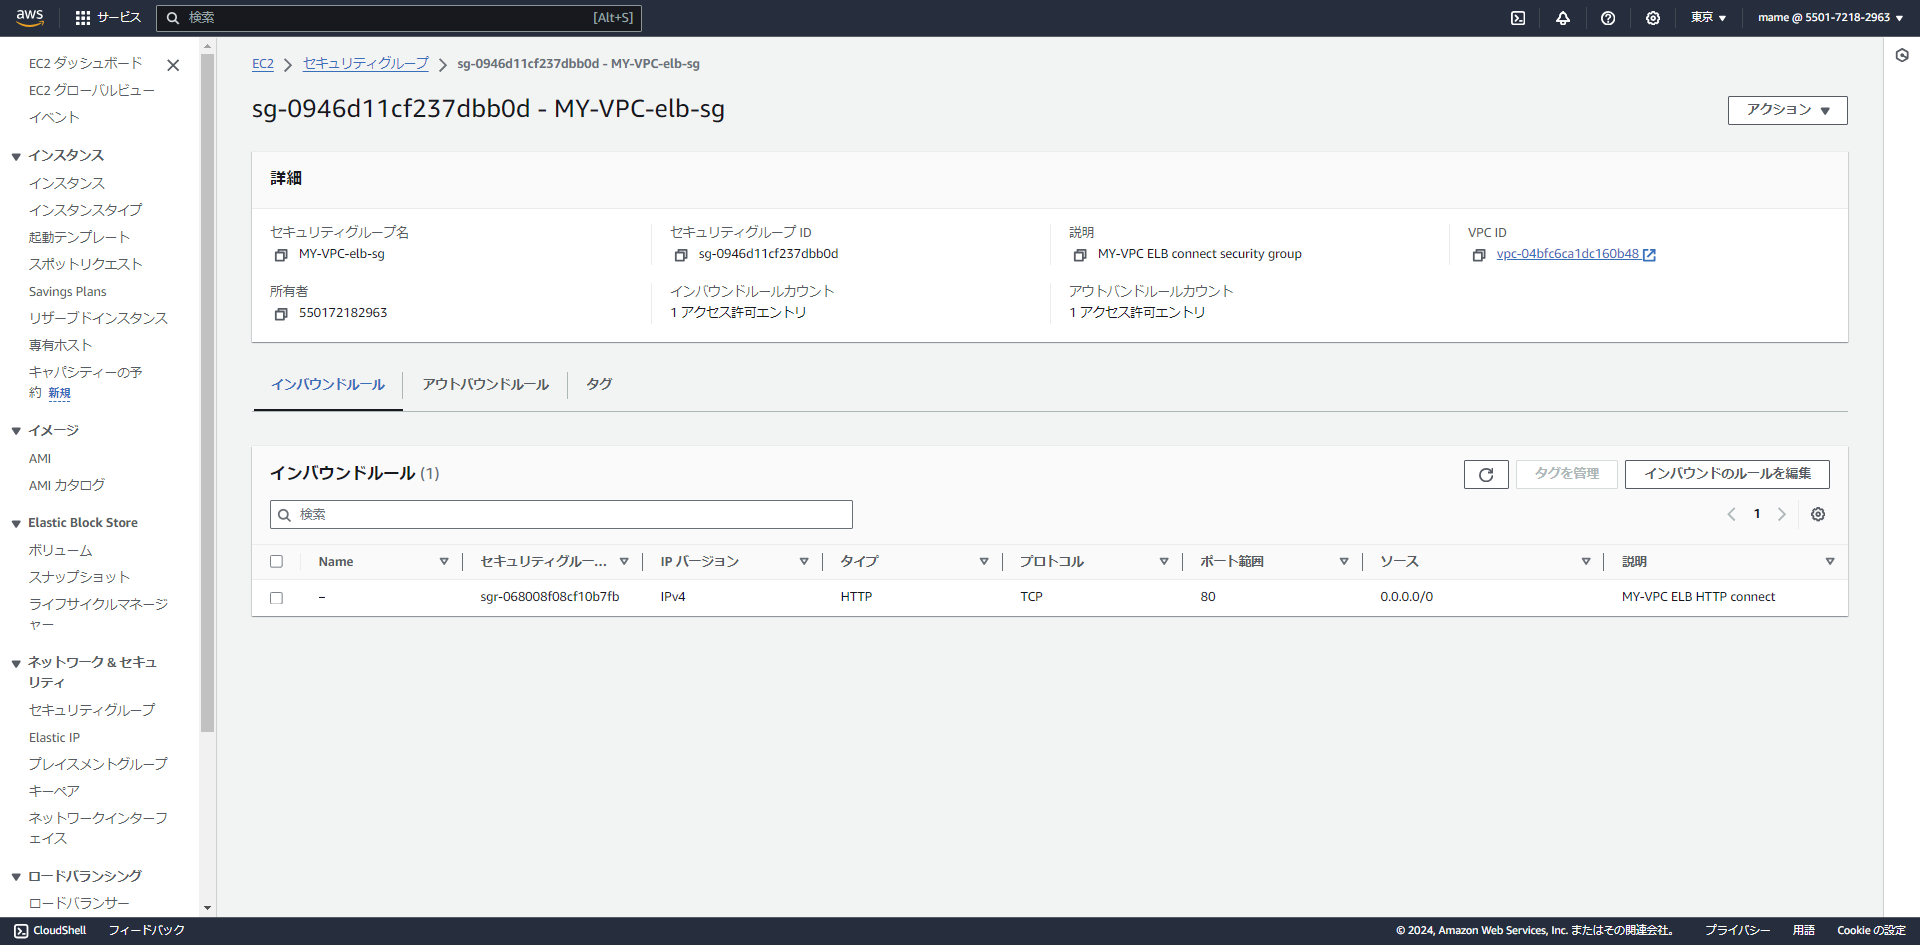 aws
サービス
検索
[Alt+S]
東京 ▼
mame @ 5501-7218-2963 ▼
EC2 ダッシュボード
EC2 グローバルビュー
イベント
インスタンス
インスタンス
インスタンスタイプ
起動テンプレート
スポットリクエスト
Savings Plans
リザーブドインスタンス
専有ホスト
キャパシティーの予
約 新規
イメージ
AMI
AMI カタログ
Elastic Block Store
ボリューム
スナップショット
ライフサイクルマネージ
ャー
ネットワーク & セキュ
リティ
セキュリティグループ
Elastic IP
プレイスメントグループ
キーペア
ネットワークインターフ
ェイス
ロードバランシング
ロードバランサー
EC2 > セキュリティグループ > sg-0946d11cf237dbb0d - MY-VPC-elb-sg
sg-0946d11cf237dbb0d - MY-VPC-elb-sg
アクション ▼
詳細
セキュリティグループ名
MY-VPC-elb-sg
セキュリティグループ ID
sg-0946d11cf237dbb0d
説明
MY-VPC ELB connect security group
VPC ID
vpc-04bfc6ca1dc160b48
所有者
550172182963
インバウンドルールカウント
1 アクセス許可エントリ
アウトバンドルールカウント
1 アクセス許可エントリ
インバウンドルール
アウトバウンドルール
タグ
インバウンドルール (1)
タグを管理
インバウンドのルールを編集
検索
1
Name
セキュリティグルー...
IP バージョン
タイプ
プロトコル
ポート範囲
ソース
説明
–
sgr-068008f08cf10b7fb
IPv4
HTTP
TCP
80
0.0.0.0/0
MY-VPC ELB HTTP connect
CloudShell
フィードバック
© 2024, Amazon Web Services, Inc. またはその関連会社。
プライバシー
用語
Cookie の設定